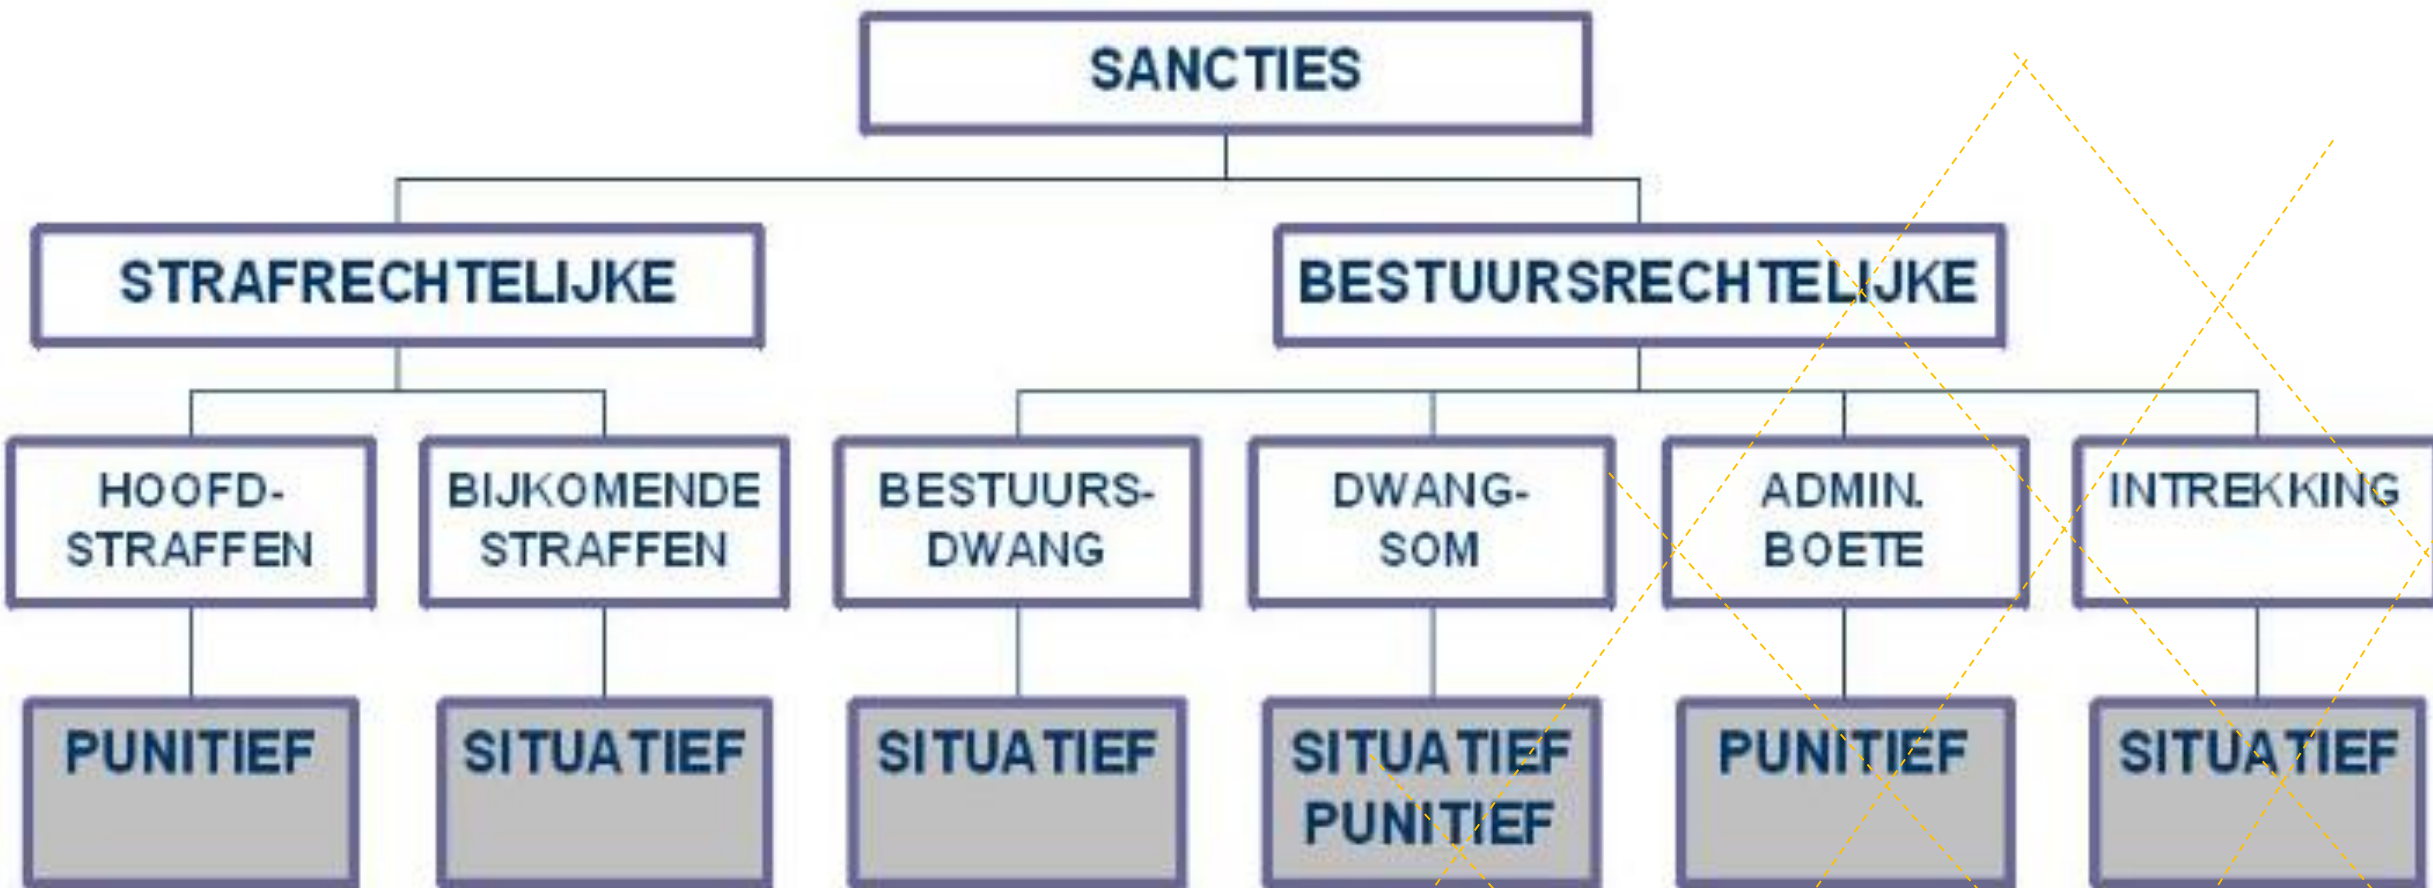 SANCTIES
STRAFRECHTELIJKE
BESTUURSRECHTELIJKE
HOOFD-
STRAFFEN
BIJKOMENDE
STRAFFEN
BESTUURS-
DWANG
DWANG-
SOM
ADMIN.
BOETE
INTREKKING
PUNITIEF
SITUATIEF
SITUATIEF
SITUATIEF
PUNITIEF
PUNITIEF
SITUATIEF